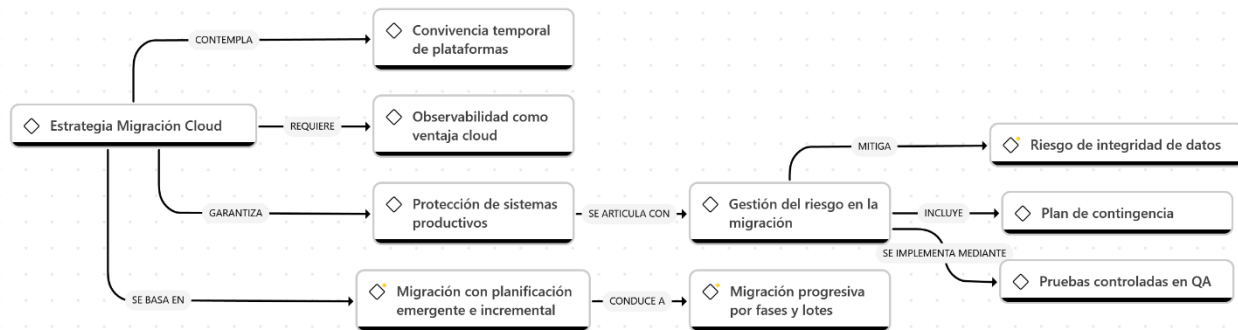 CONTEMPLA
Convivencia temporal
de plataformas
Estrategia Migración Cloud
REQUIERE
Observabilidad como
ventaja cloud
MITIGA
Riesgo de integridad de datos
GARANTIZA
Protección de sistemas
productivos
SE ARTICULA CON
Gestión del riesgo en la
migración
INCLUYE
Plan de contingencia
SE IMPLEMENTA MEDIANTE
Pruebas controladas en QA
SE BASA EN
Migración con planificación
emergente e incremental
CONDUCE A
Migración progresiva
por fases y lotes